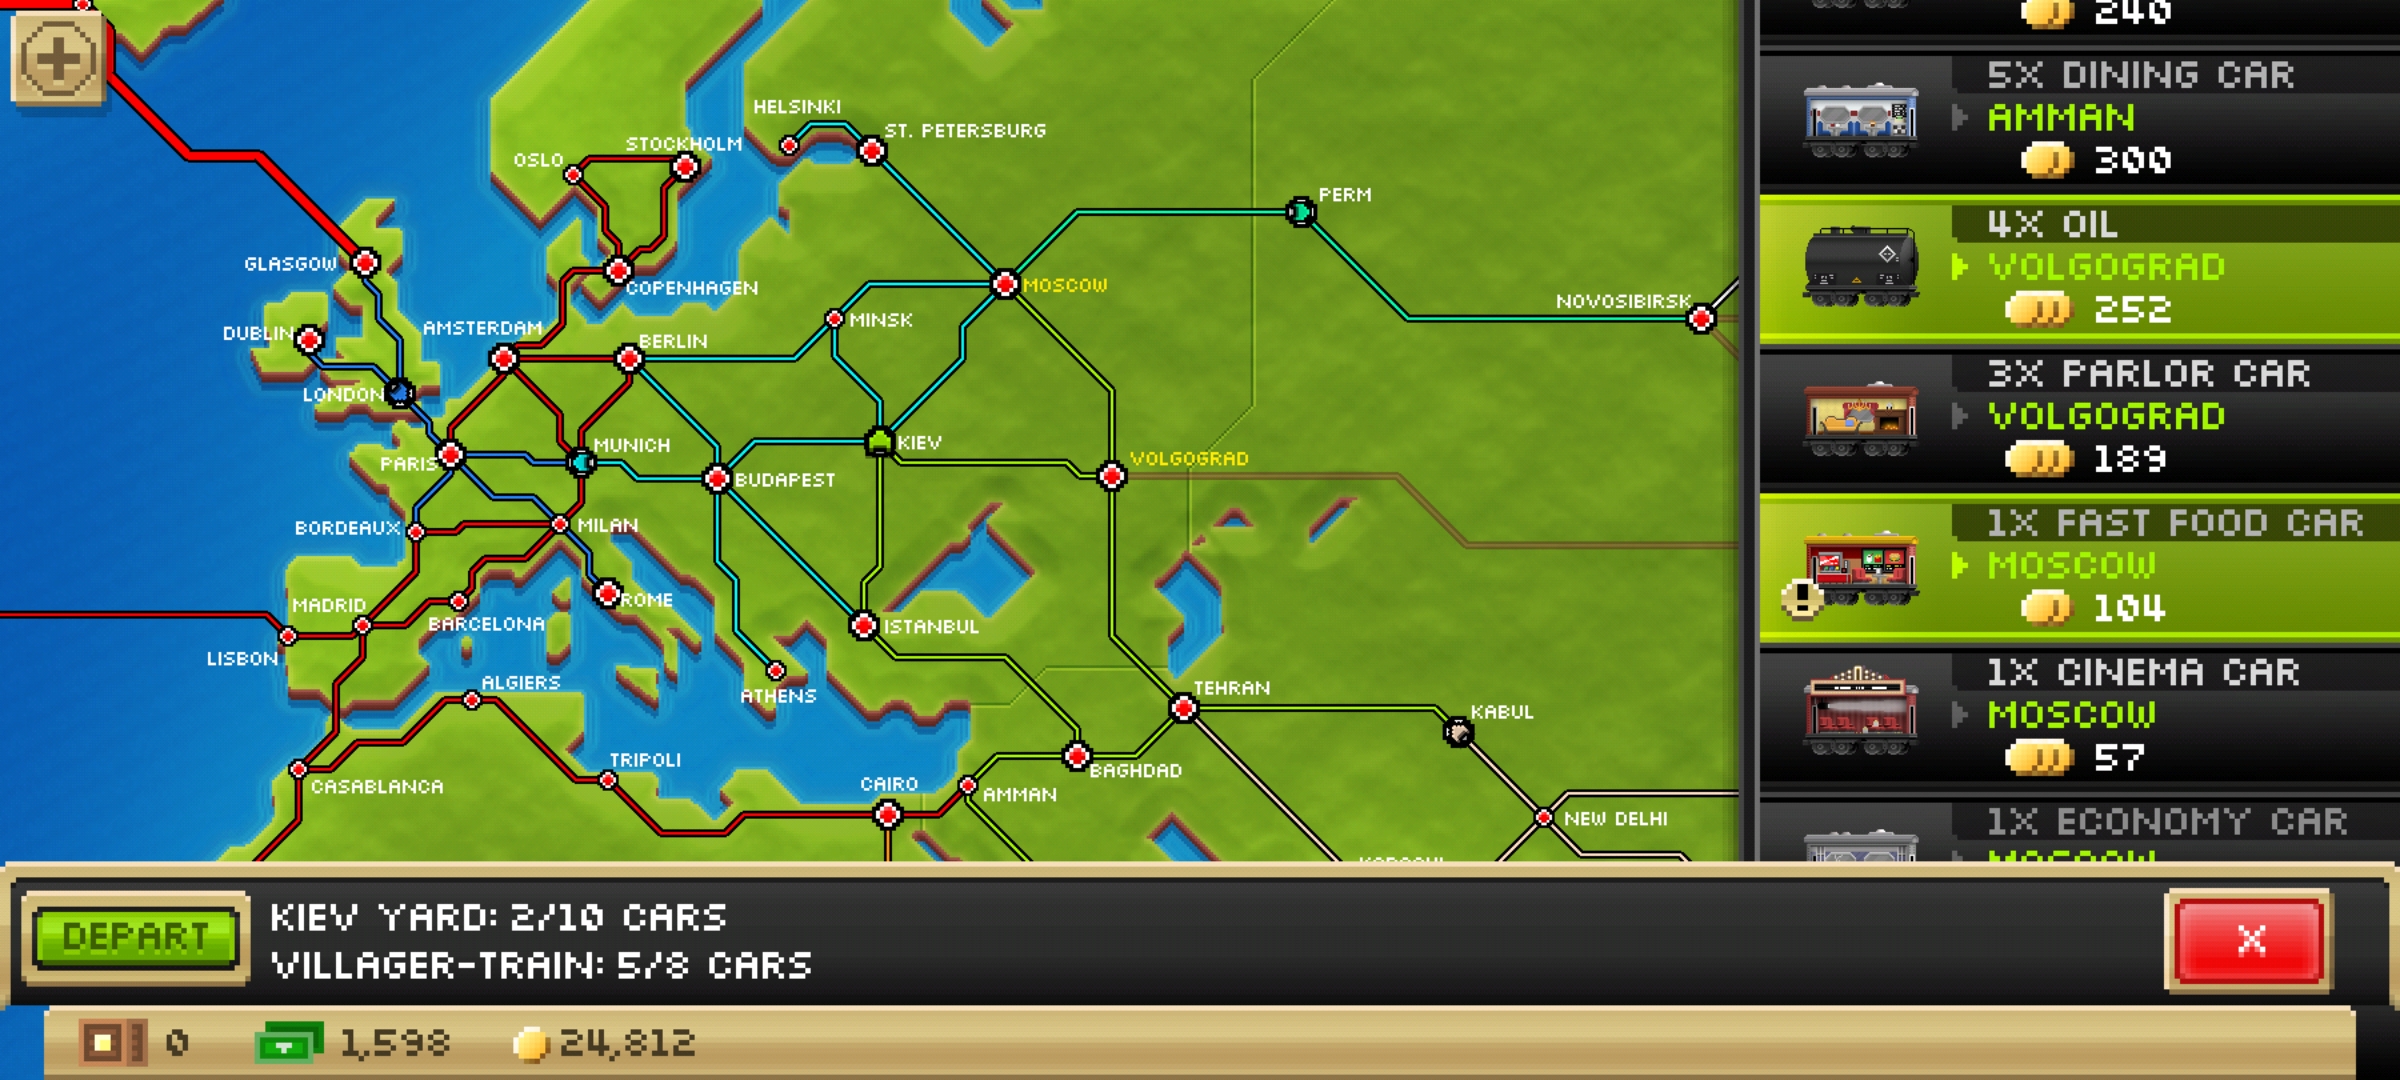 240
5X DINING CAR
AMMAN
300
4X OIL
VOLGOGRAD
252
3X PARLOR CAR
VOLGOGRAD
189
1X FAST FOOD CAR
MOSCOW
104
1X CINEMA CAR
MOSCOW
57
1X ECONOMY CAR
MOSCOW
HELSINKI
ST. PETERSBURG
STOCKHOLM
OSLO
PERM
GLASGOW
COPENHAGEN
MOSCOW
NOVOSIBIRSK
DUBLIN
AMSTERDAM
BERLIN
MINSK
LONDON
MUNICH
KIEV
PARIS
BUDAPEST
VOLGOGRAD
BORDEAUX
MILAN
MADRID
ROME
BARCELONA
ISTANBUL
LISBON
ALGIERS
ATHENS
TEHRAN
KABUL
TRIPOLI
CASABLANCA
CAIRO
BAGHDAD
AMMAN
NEW DELHI
DEPART
KIEV YARD: 2/10 CARS
VILLAGER-TRAIN: 5/8 CARS
X
0
1,598
24,812